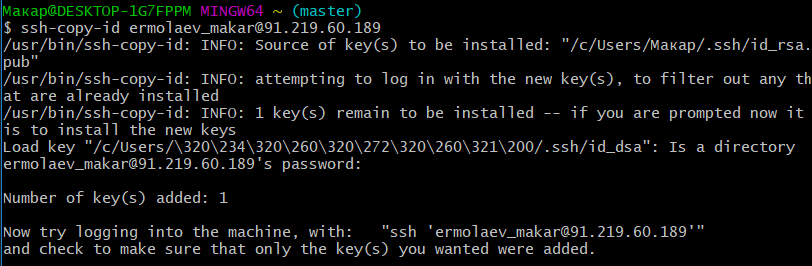 Макар@DESKTOP-1G7FPPM MINGW64 ~ (master)
$ ssh-copy-id ermolaev_makar@91.219.60.189
/usr/bin/ssh-copy-id: INFO: Source of key(s) to be installed: "/c/Users/Макар/.ssh/id_rsa.
pub"
/usr/bin/ssh-copy-id: INFO: attempting to log in with the new key(s), to filter out any th
at are already installed
/usr/bin/ssh-copy-id: INFO: 1 key(s) remain to be installed -- if you are prompted now it
is to install the new keys
Load key "/c/Users/\320\234\320\260\320\272\320\260\321\200/.ssh/id_dsa": Is a directory
ermolaev_makar@91.219.60.189's password:
Number of key(s) added: 1
Now try logging into the machine, with:   "ssh 'ermolaev_makar@91.219.60.189'"
and check to make sure that only the key(s) you wanted were added.